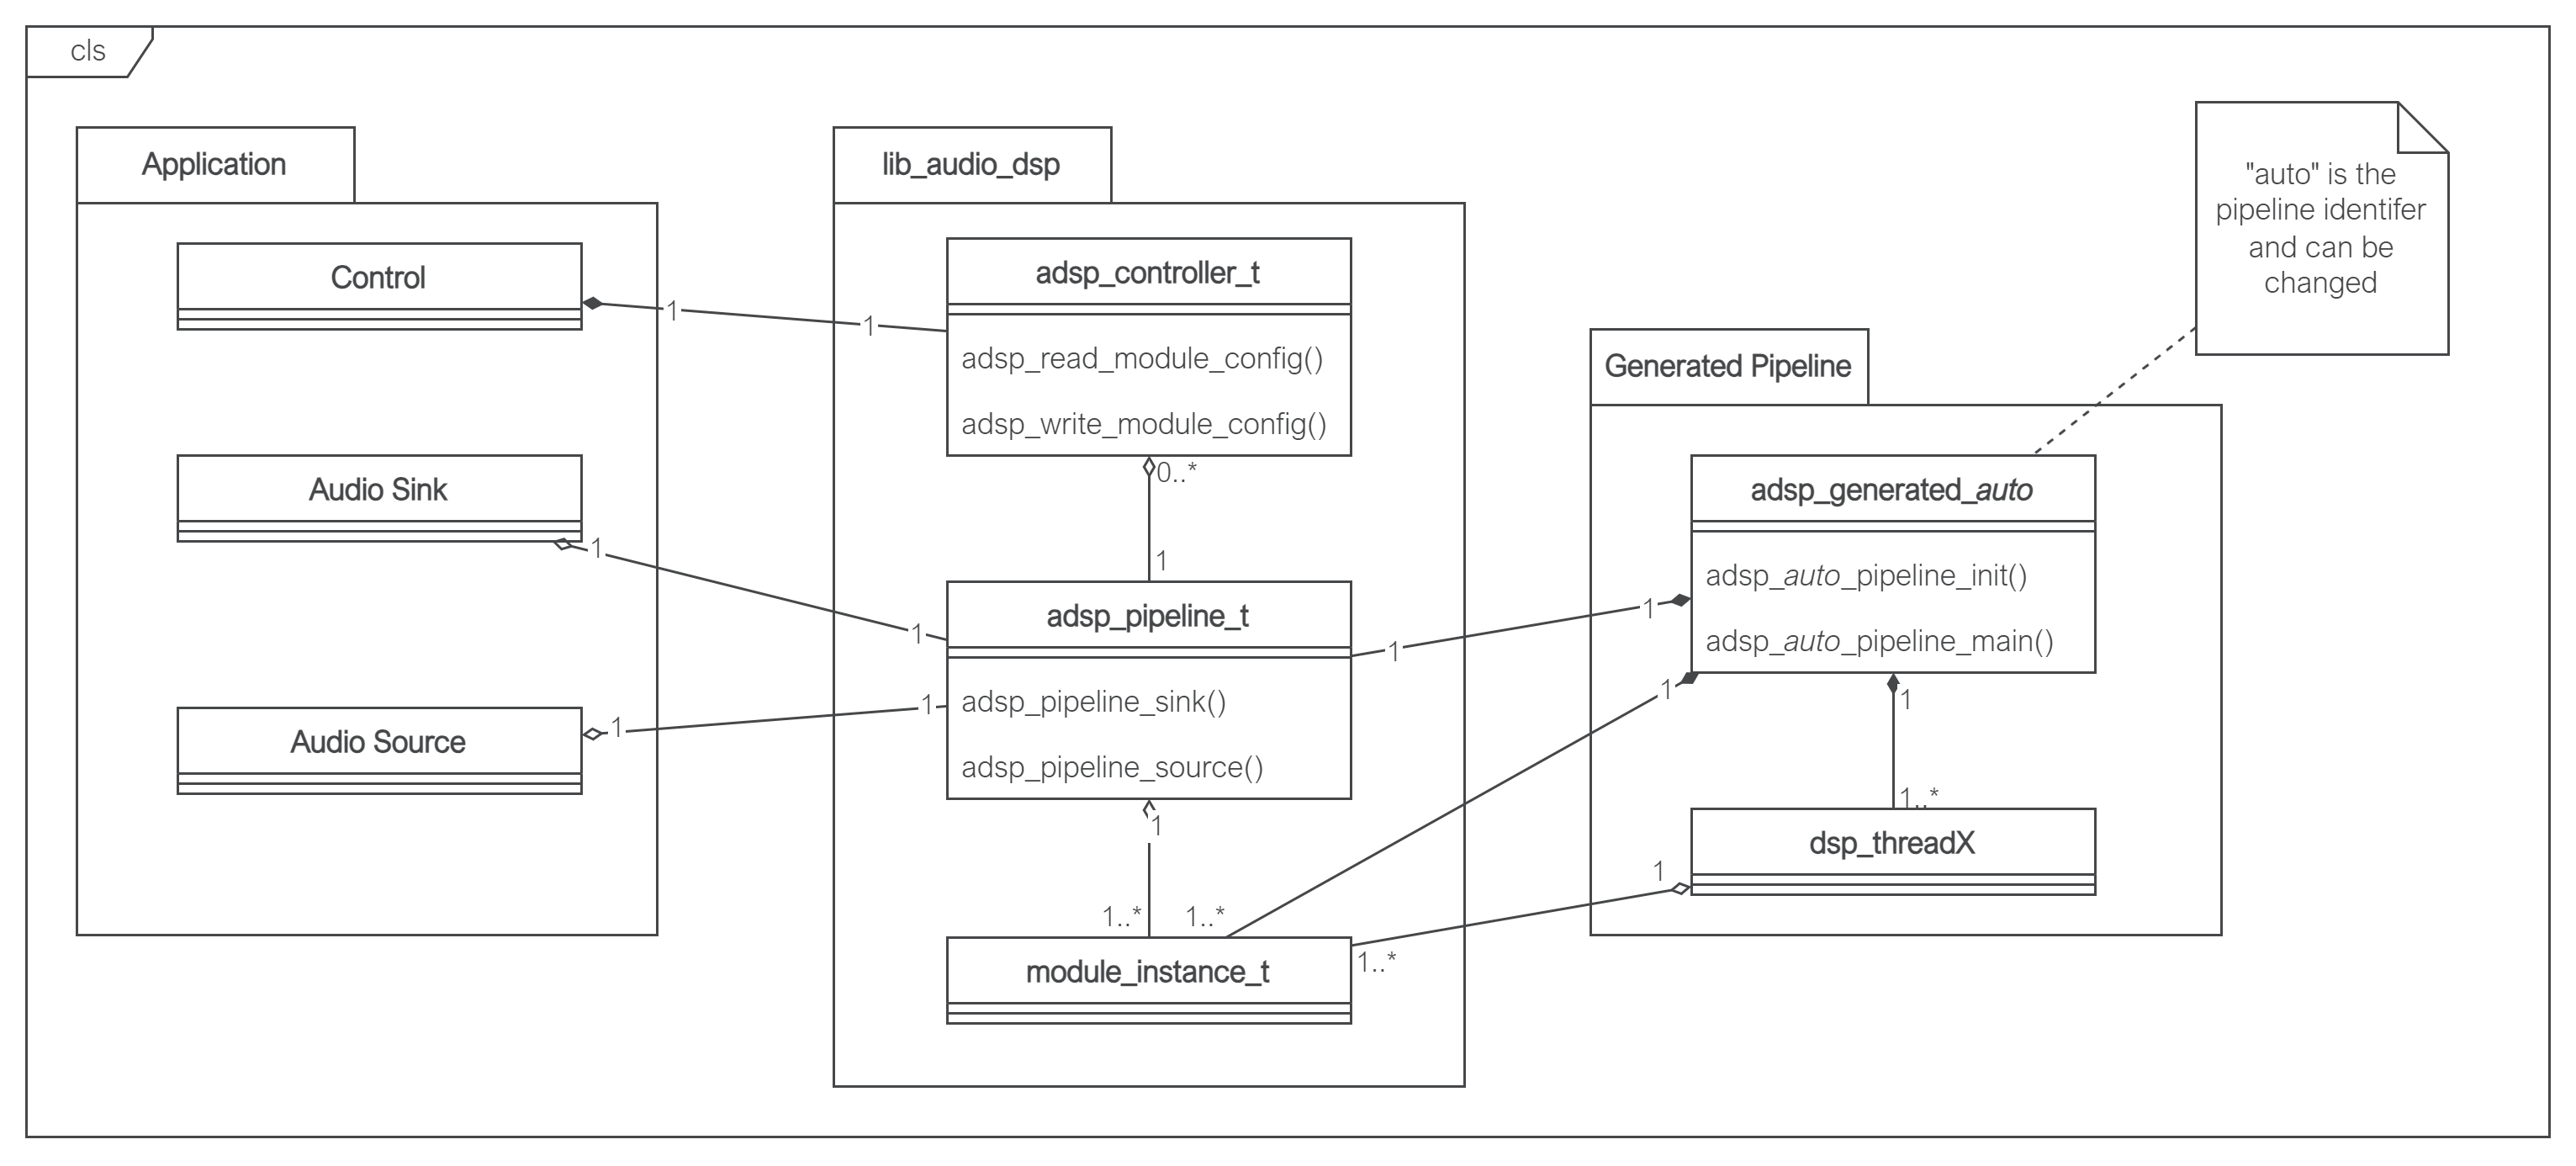 cls
Application
Control
1
Audio Sink
1
Audio Source
1
lib_audio_dsp
1
adsp_controller_t
adsp_read_module_config()
adsp_write_module_config()
0..*
1
1
adsp_pipeline_t
1
1
adsp_pipeline_sink()
adsp_pipeline_source()
1
1..*
1..*
module_instance_t
1..*
"auto" is the
pipeline identifer
and can be
changed
Generated Pipeline
adsp_generated_auto
adsp_auto_pipeline_init()
1
adsp_auto_pipeline_main()
1
1
1..*
dsp_threadX
1